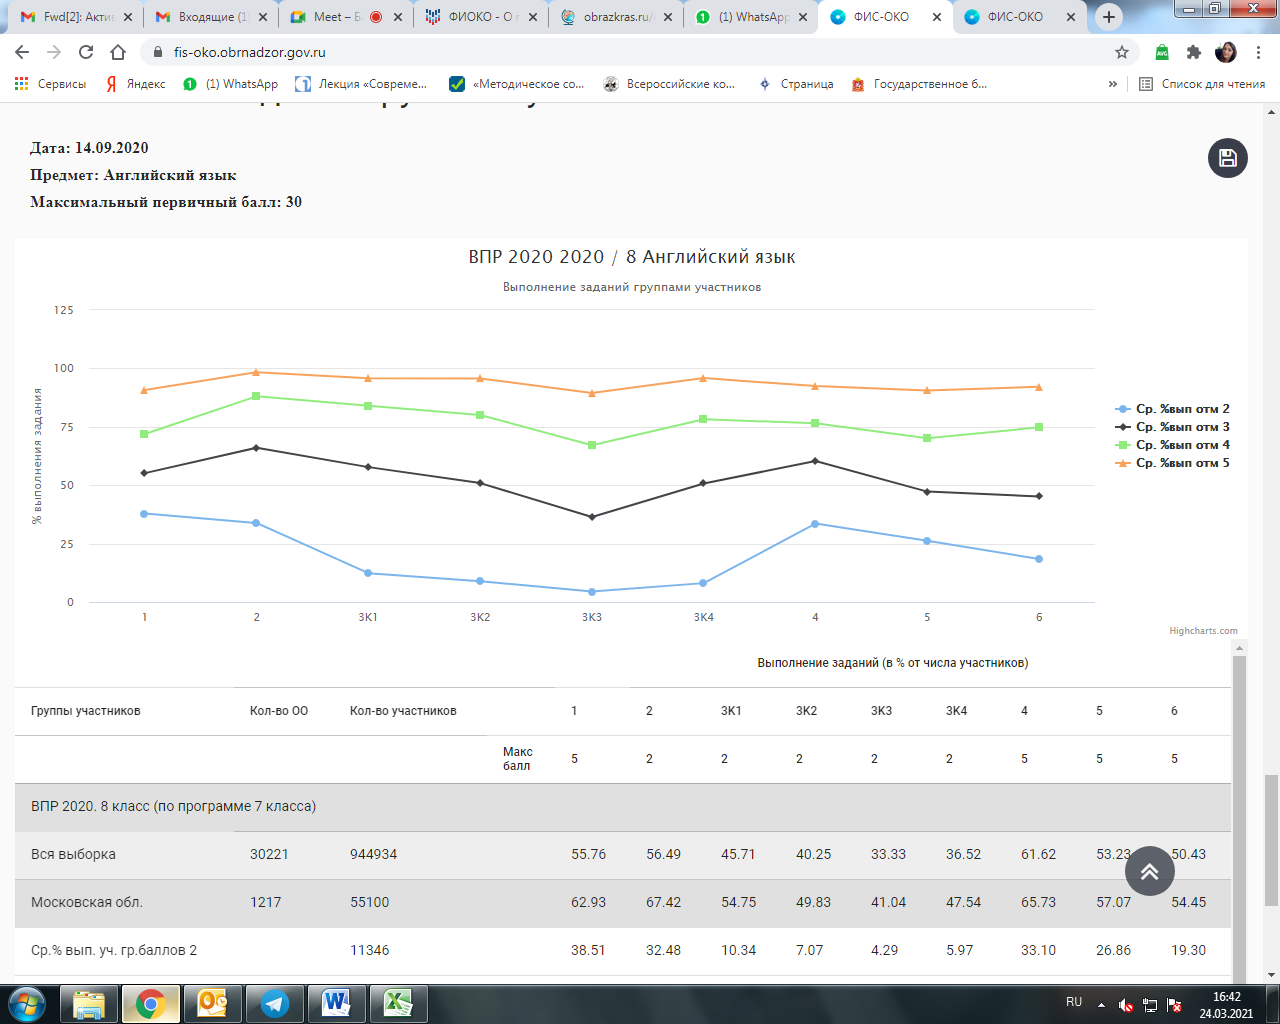 Fwd[2]: Актив
Входящие (1
Meet – Б
ФИОКО - О п
obrazkras.ru/
(1) WhatsApp
ФИС-ОКО
ФИС-ОКО
fis-oko.obrnadzor.gov.ru
Сервисы Яндекс (1) WhatsApp Лекция «Совреме... «Методическое со... Всероссийские ко... Страница Государственное б... » Список для чтения
Дата: 14.09.2020
Предмет: Английский язык
Максимальный первичный балл: 30
ВПР 2020 2020 / 8 Английский язык
Выполнение заданий группами участников
% выполнения задания
125
100
75
50
25
0
1 2 3К1 3К2 3К3 3К4 4 5 6
Ср. %вып отм 2
Ср. %вып отм 3
Ср. %вып отм 4
Ср. %вып отм 5
Highcharts.com
Выполнение заданий (в % от числа участников)
Группы участников Кол-во ОО Кол-во участников 1 2 3К1 3К2 3К3 3К4 4 5 6
Макс балл 5 2 2 2 2 2 5 5 5
ВПР 2020. 8 класс (по программе 7 класса)
Вся выборка 30221 944934 55.76 56.49 45.71 40.25 33.33 36.52 61.62 53.23 50.43
Московская обл. 1217 55100 62.93 67.42 54.75 49.83 41.04 47.54 65.73 57.07 54.45
Ср.% вып. уч. гр.баллов 2 11346 38.51 32.48 10.34 7.07 4.29 5.97 33.10 26.86 19.30
RU
16:42
24.03.2021